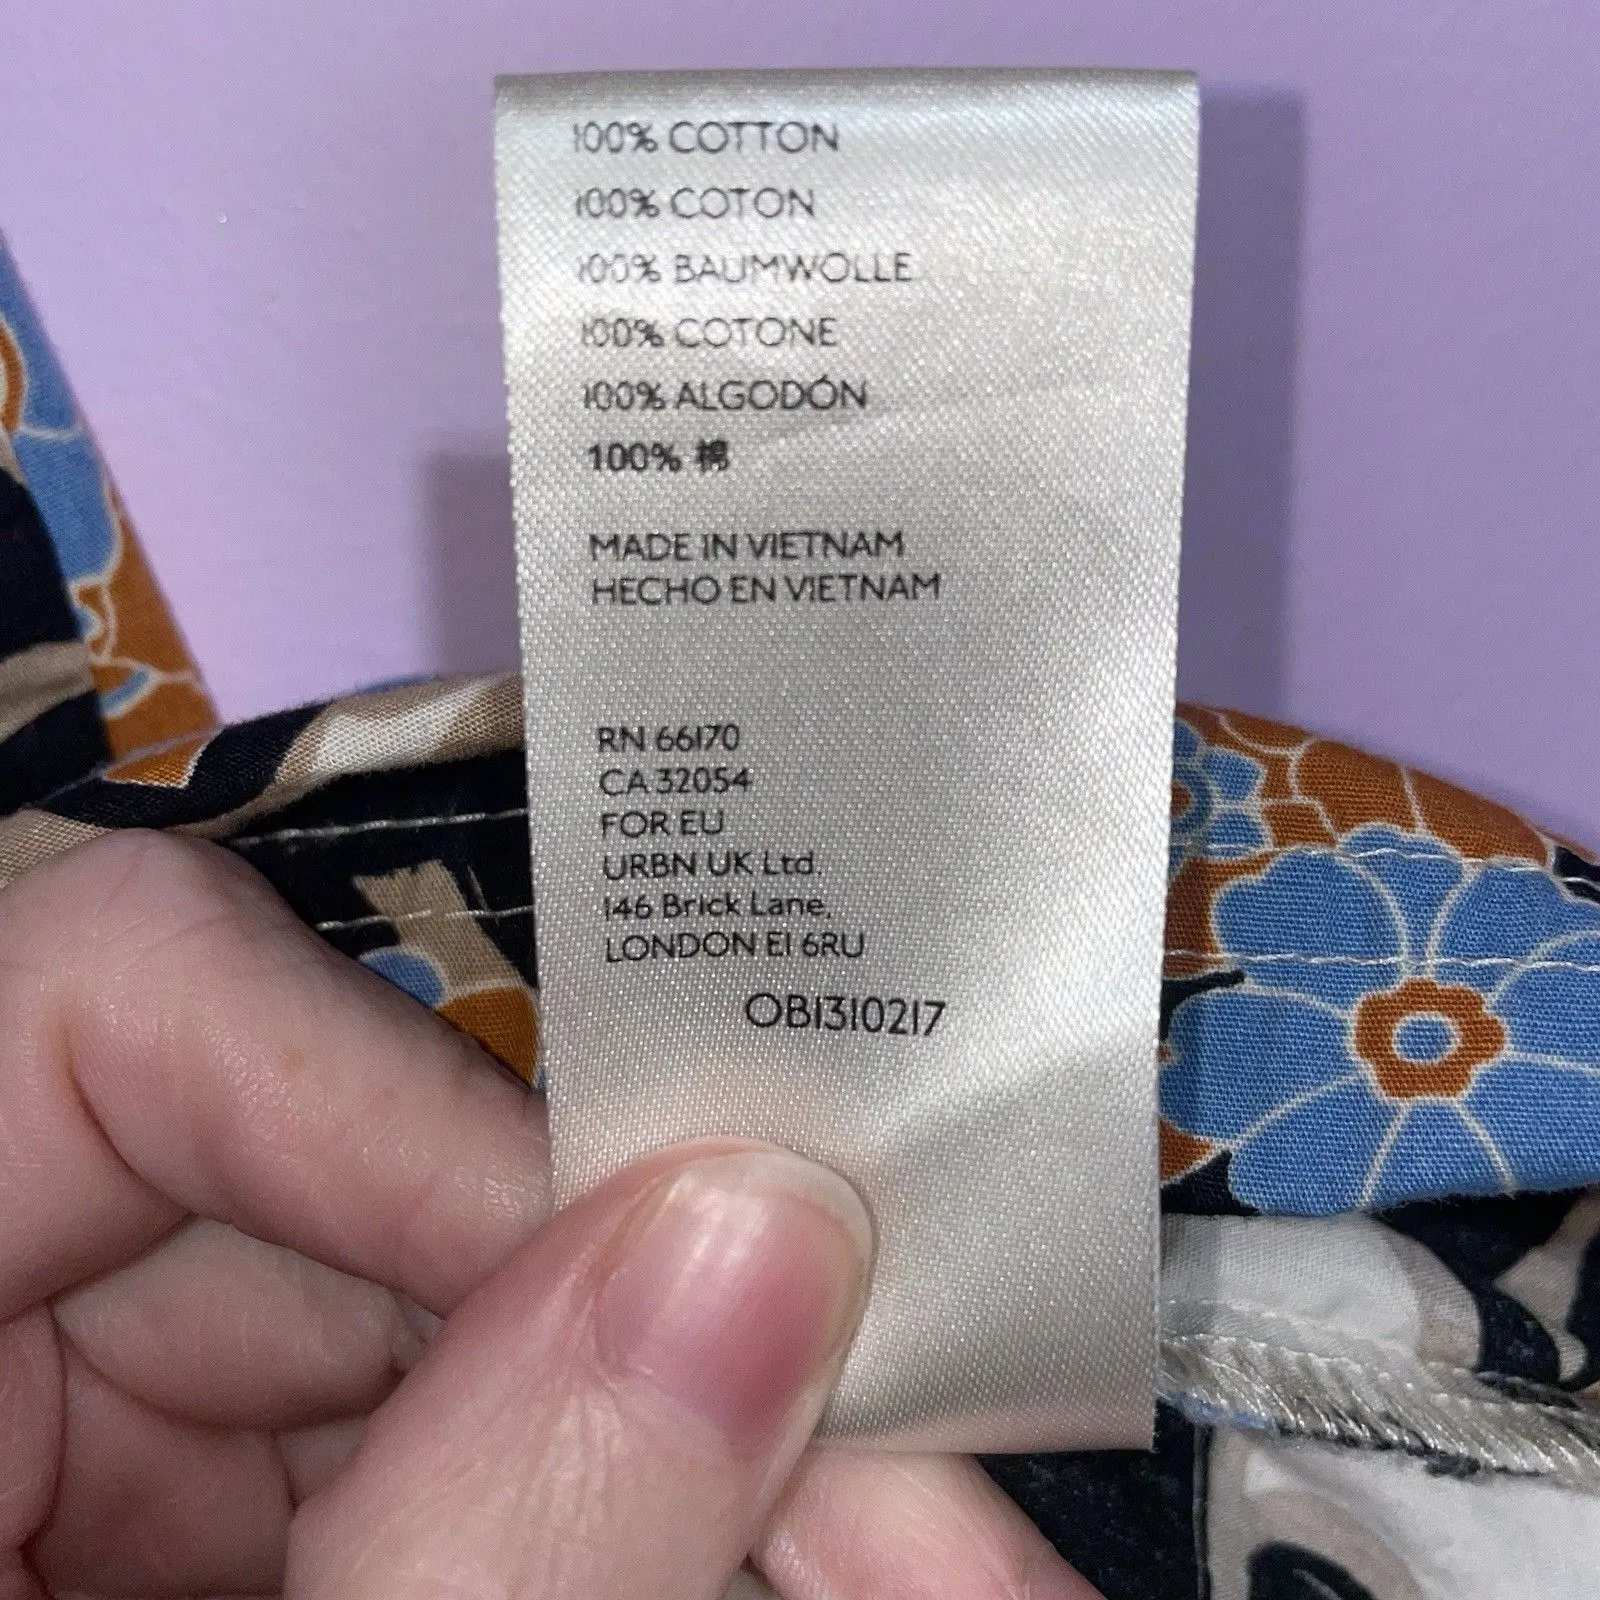 100% COTTON
100% COTON
100% BAUMWOLLE
100% COTONE
100% ALGODÓN
100% 棉
MADE IN VIETNAM
HECHO EN VIETNAM
RN 66170
CA 32054
FOR EU
URBN UK Ltd.
146 Brick Lane,
LONDON E1 6RU
OB1310217